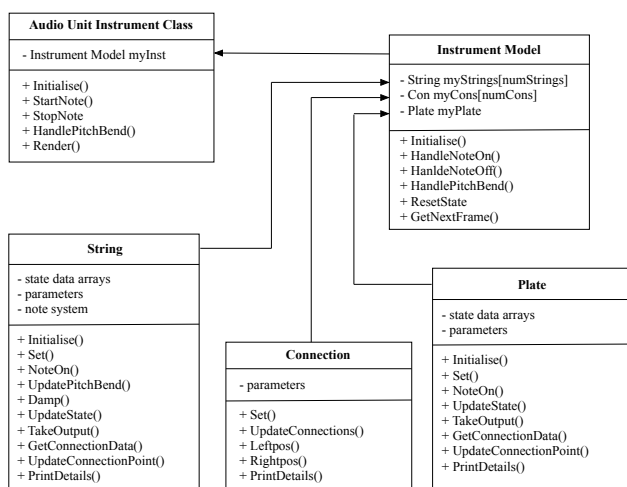 Audio Unit Instrument Class
- Instrument Model myInst
+ Initialise()
+ StartNote()
+ StopNote
+ HandlePitchBend()
+ Render()
Instrument Model
- String myStrings[numStrings]
- Con myCons[numCons]
- Plate myPlate
+ Initialise()
+ HandleNoteOn()
+ HanldeNoteOff()
+ HandlePitchBend()
+ ResetState
+ GetNextFrame()
String
- state data arrays
- parameters
- note system
+ Initialise()
+ Set()
+ NoteOn()
+ UpdatePitchBend()
+ Damp()
+ UpdateState()
+ TakeOutput()
+ GetConnectionData()
+ UpdateConnectionPoint()
+ PrintDetails()
Connection
- parameters
+ Set()
+ UpdateConnections()
+ Leftpos()
+ Rightpos()
+ PrintDetails()
Plate
- state data arrays
- parameters
+ Initialise()
+ Set()
+ NoteOn()
+ UpdateState()
+ TakeOutput()
+ GetConnectionData()
+ UpdateConnectionPoint()
+ PrintDetails()